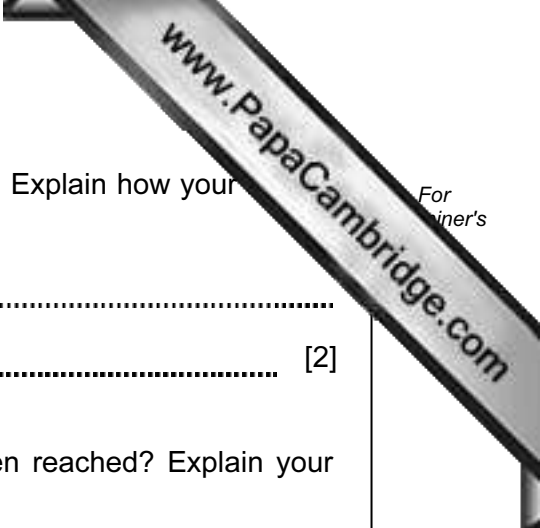 www.PapaCambridge.com
Explain how your
For
iner's
[2]
en reached? Explain your